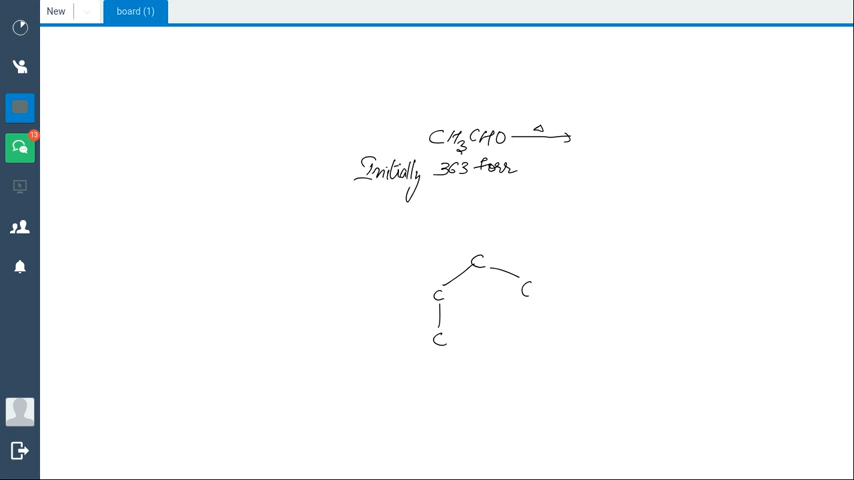 New
board (1)
13
CH₃CHO △
Initially 363 torr
C
C
C
C